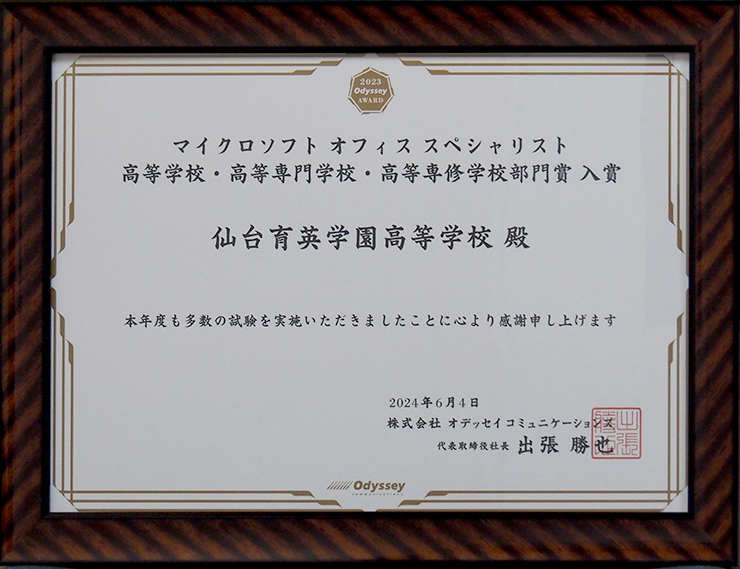 2023
Odyssey
AWARD
マイクロソフト オフィス スペシャリスト
高等学校・高等専門学校・高等専修学校部門賞 入賞
仙台育英学園高等学校 殿
本年度も多数の試験を実施いただきましたことに心より感謝申し上げます
2024年6月4日
株式会社 オデッセイ コミュニケーションズ
代表取締役社長 出張 勝也
Odyssey
communications